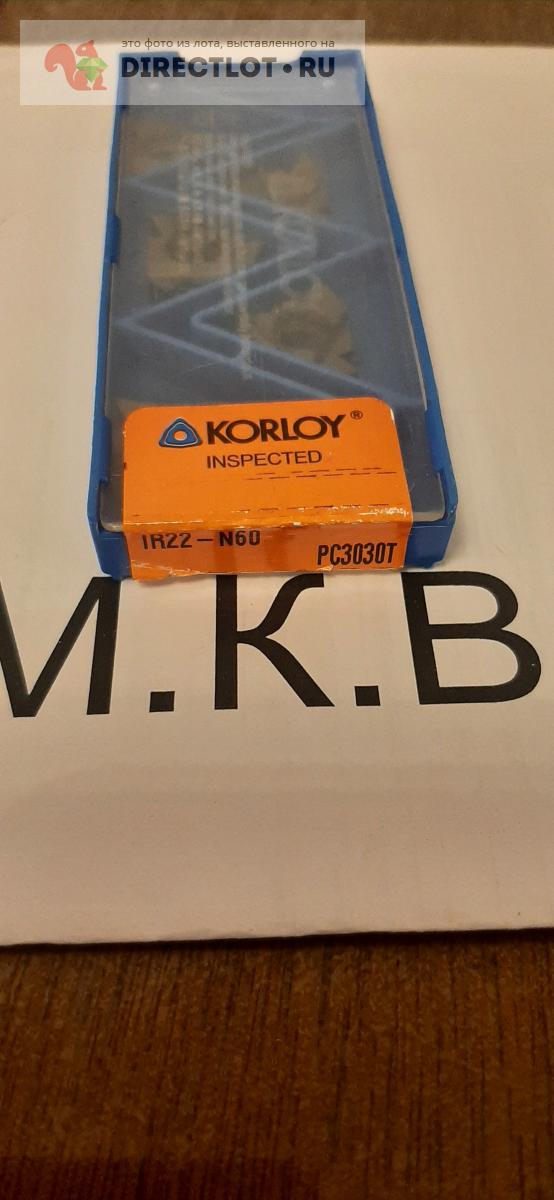 это фото из лота, выставленного на
DIRECTLOT•RU
KORLOY®
INSPECTED
IR22-N60
PC3030T
М.К.В